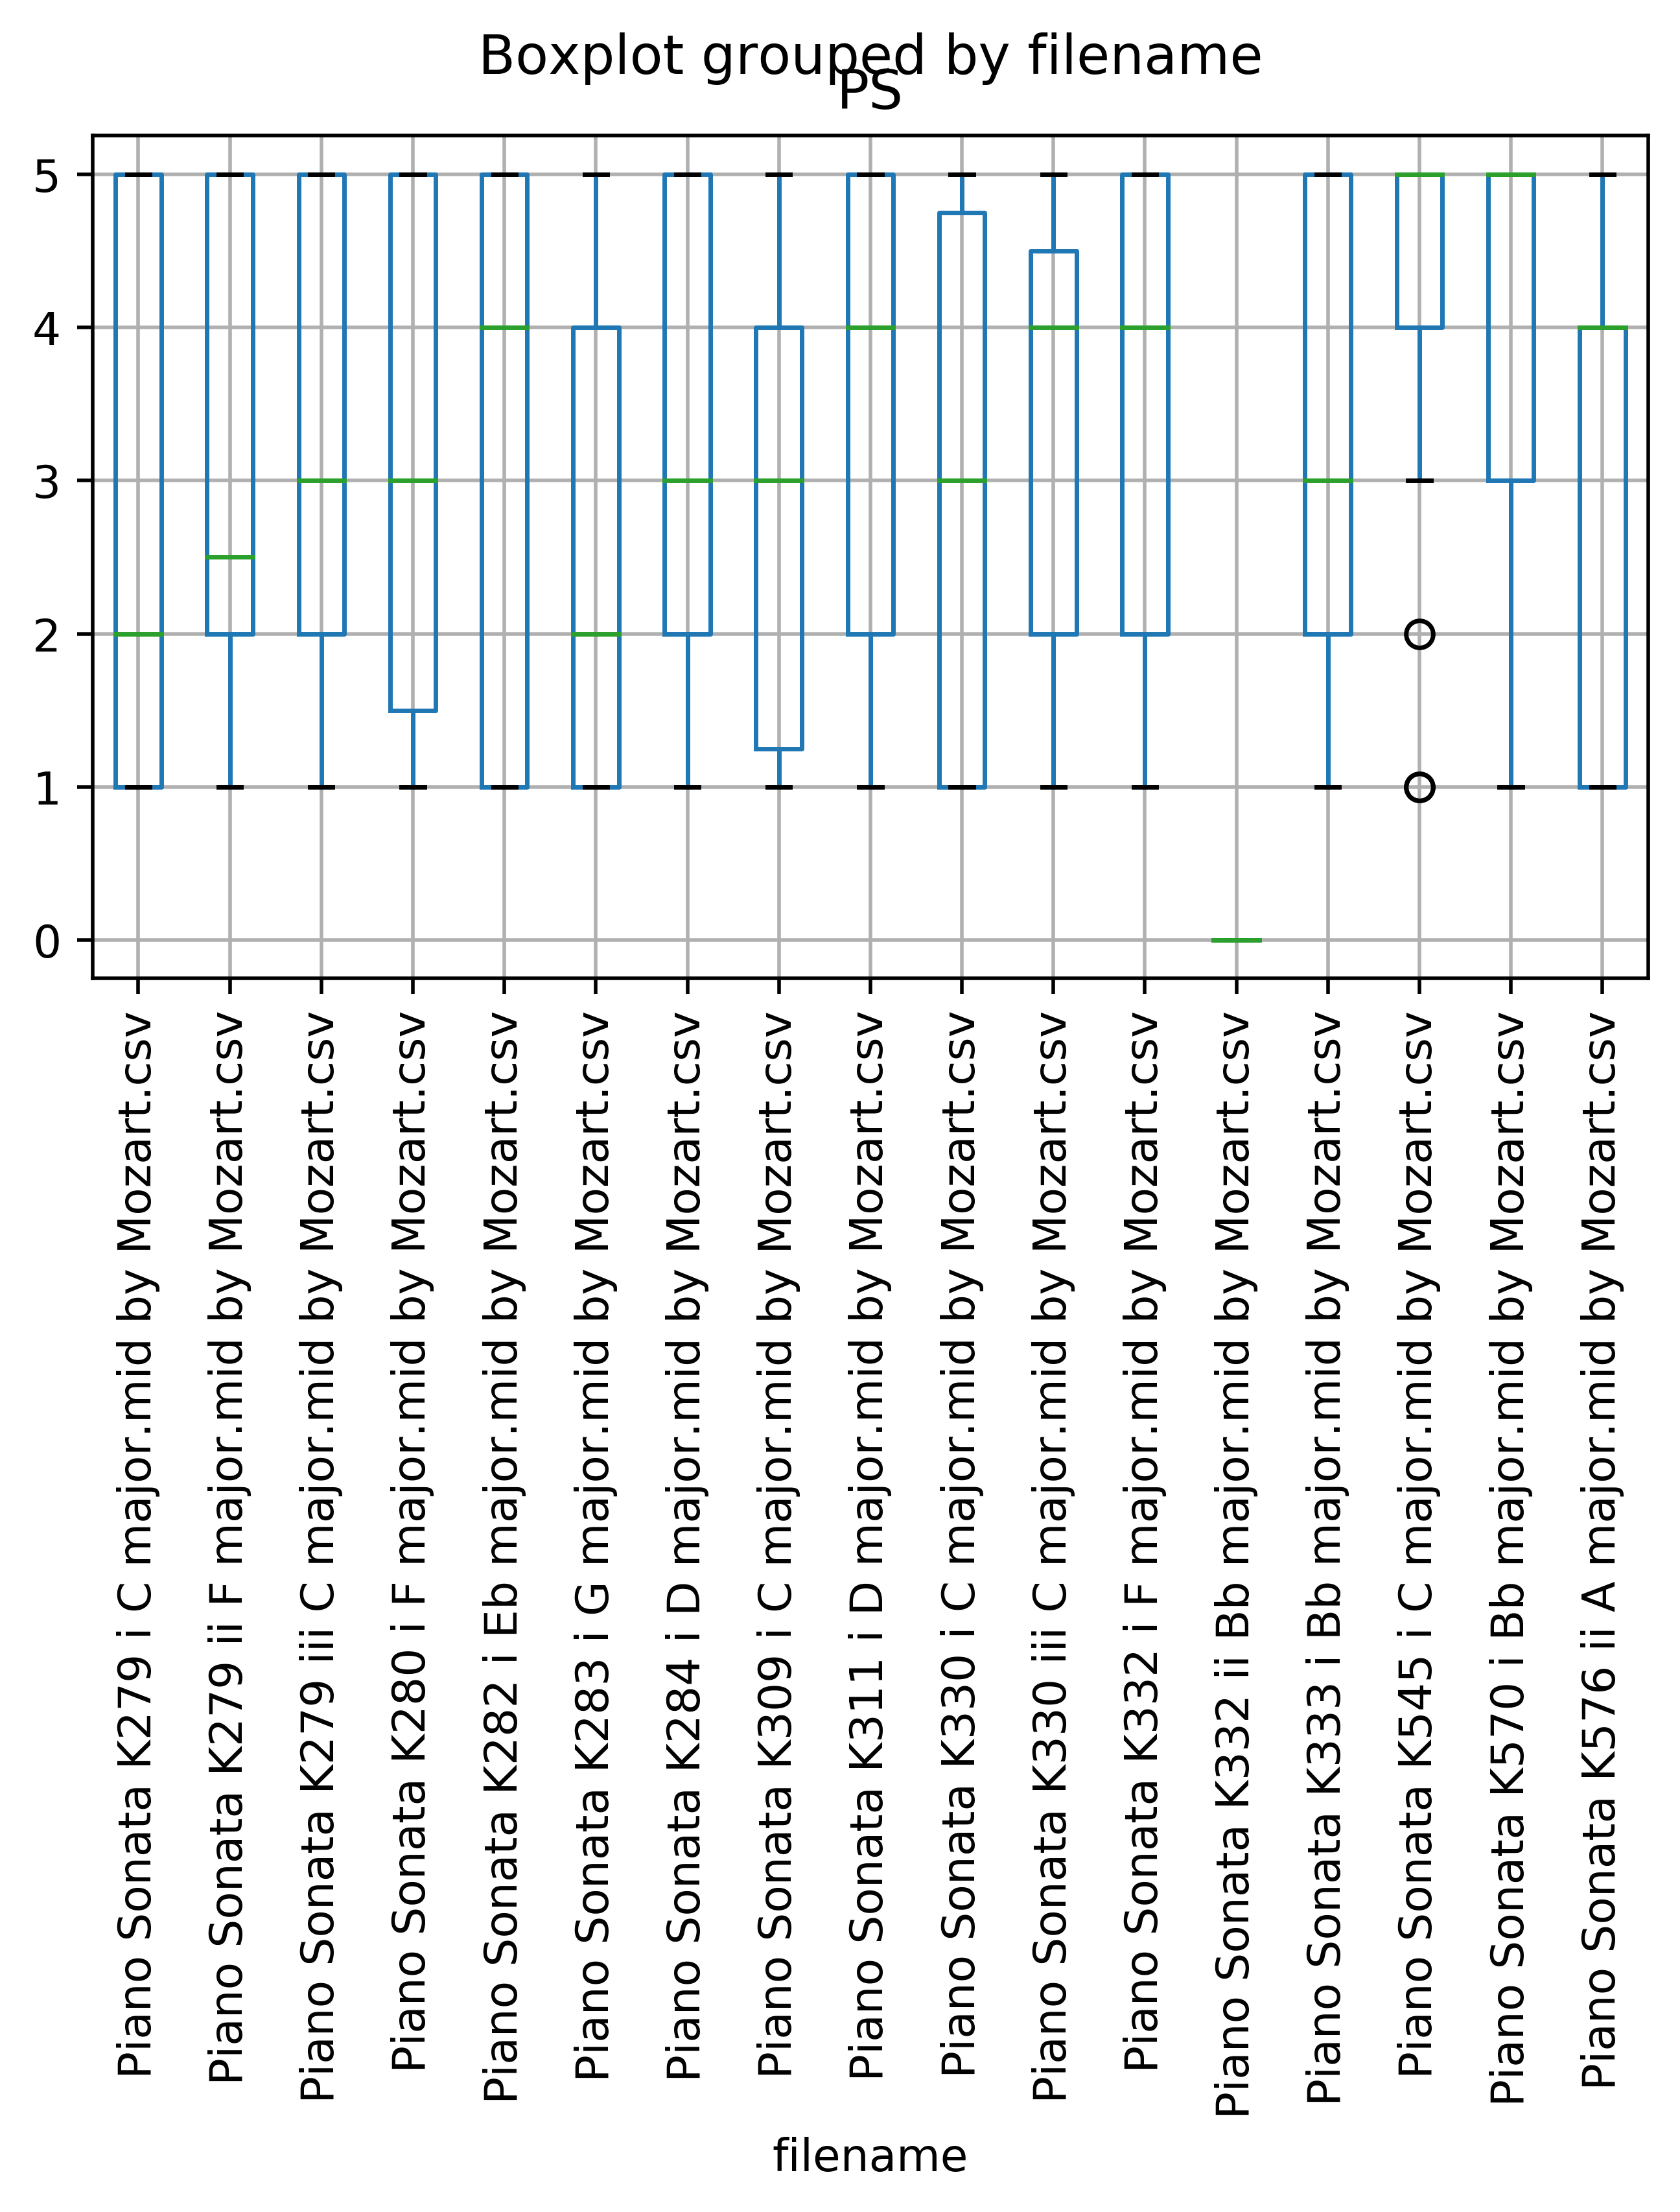 Boxplot grouped by filename
PS
5
4
3
2
1
0
Piano Sonata K279 i C major.mid by Mozart.csv
Piano Sonata K279 ii F major.mid by Mozart.csv
Piano Sonata K279 iii C major.mid by Mozart.csv
Piano Sonata K280 i F major.mid by Mozart.csv
Piano Sonata K282 i Eb major.mid by Mozart.csv
Piano Sonata K283 i G major.mid by Mozart.csv
Piano Sonata K284 i D major.mid by Mozart.csv
Piano Sonata K309 i C major.mid by Mozart.csv
Piano Sonata K311 i D major.mid by Mozart.csv
Piano Sonata K330 i C major.mid by Mozart.csv
Piano Sonata K330 iii C major.mid by Mozart.csv
Piano Sonata K332 i F major.mid by Mozart.csv
Piano Sonata K332 ii Bb major.mid by Mozart.csv
Piano Sonata K333 i Bb major.mid by Mozart.csv
Piano Sonata K545 i C major.mid by Mozart.csv
Piano Sonata K570 i Bb major.mid by Mozart.csv
Piano Sonata K576 ii A major.mid by Mozart.csv
filename